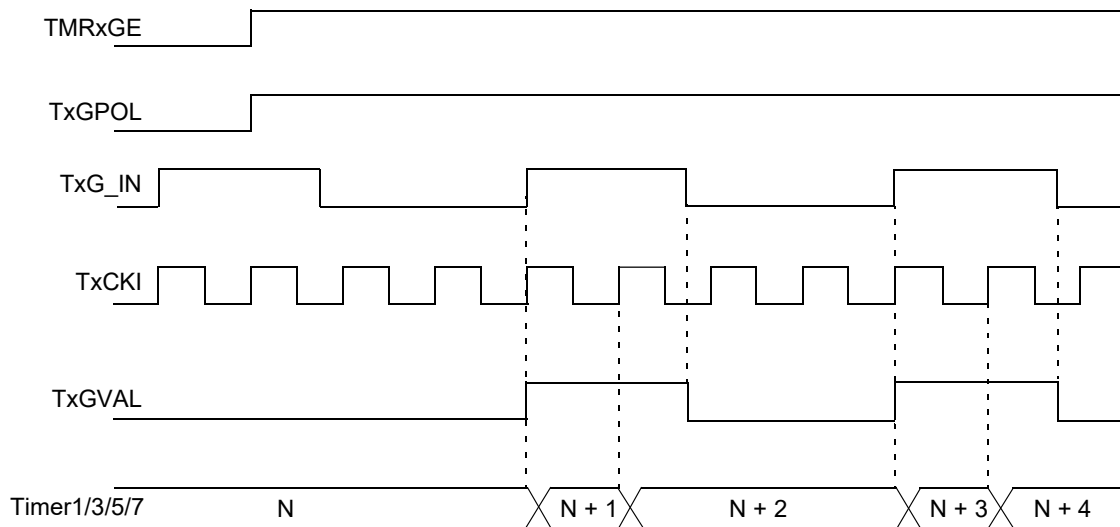 TMRxGE
TxGPOL
TxG_IN
TxCKI
TxGVAL
Timer1/3/5/7 N N + 1 N + 2 N + 3 N + 4